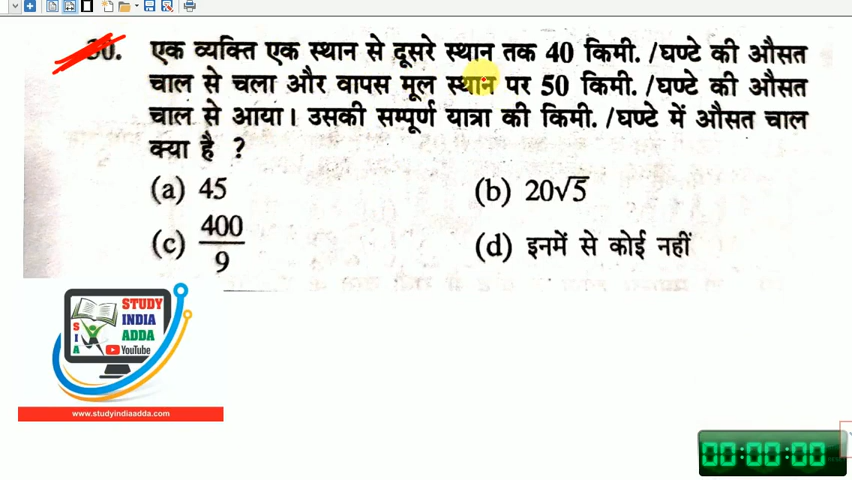 30. एक व्यक्ति एक स्थान से दूसरे स्थान तक 40 किमी. /घण्टे की औसत
चाल से चला और वापस मूल स्थान पर 50 किमी. /घण्टे की औसत
चाल से आया। उसकी सम्पूर्ण यात्रा की किमी. /घण्टे में औसत चाल
क्या है ?
(a) 45 (b) 20√5
(c) 400/9 (d) इनमें से कोई नहीं
STUDY
INDIA
ADDA
YouTube
S
I
A
www.studyindiaadda.com
00:00:00